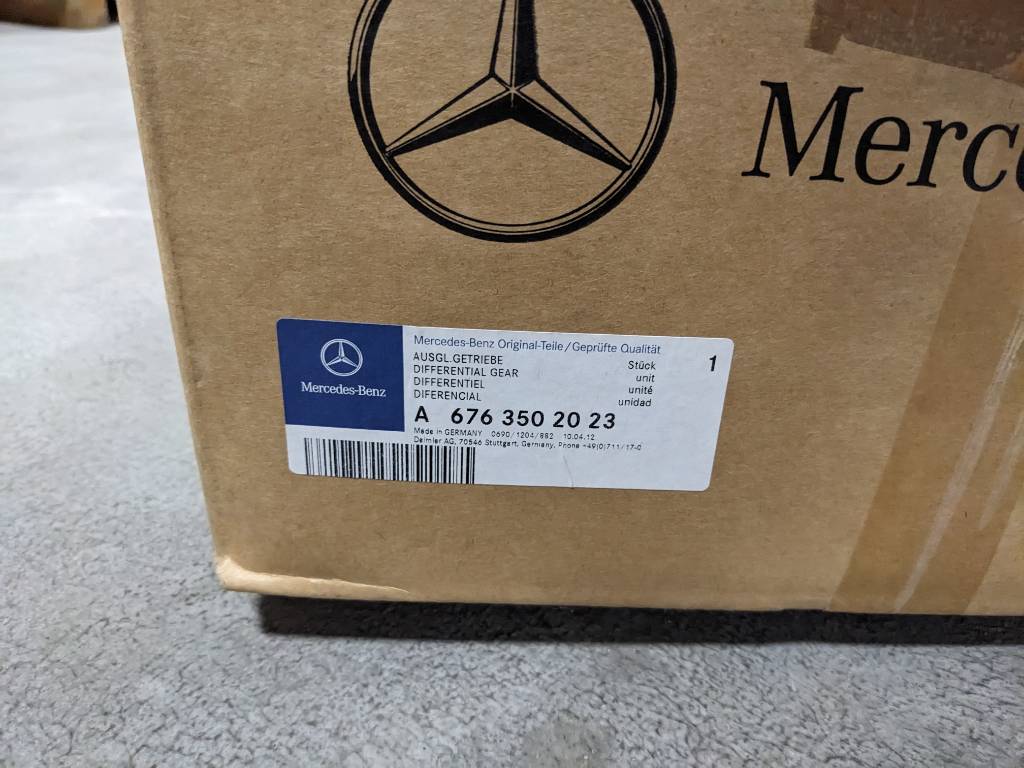 Merc
Mercedes-Benz
Mercedes-Benz Original-Teile/Geprüfte Qualität
AUSGL.GETRIEBE Stück 1
DIFFERENTIAL GEAR unit
DIFFERENTIEL unité
DIFERENCIAL unidad
A 676 350 20 23
Made in GERMANY 0690/1204/882 10.04.12
Daimler AG, 70546 Stuttgart, Germany, Phone +49(0)711/17-0